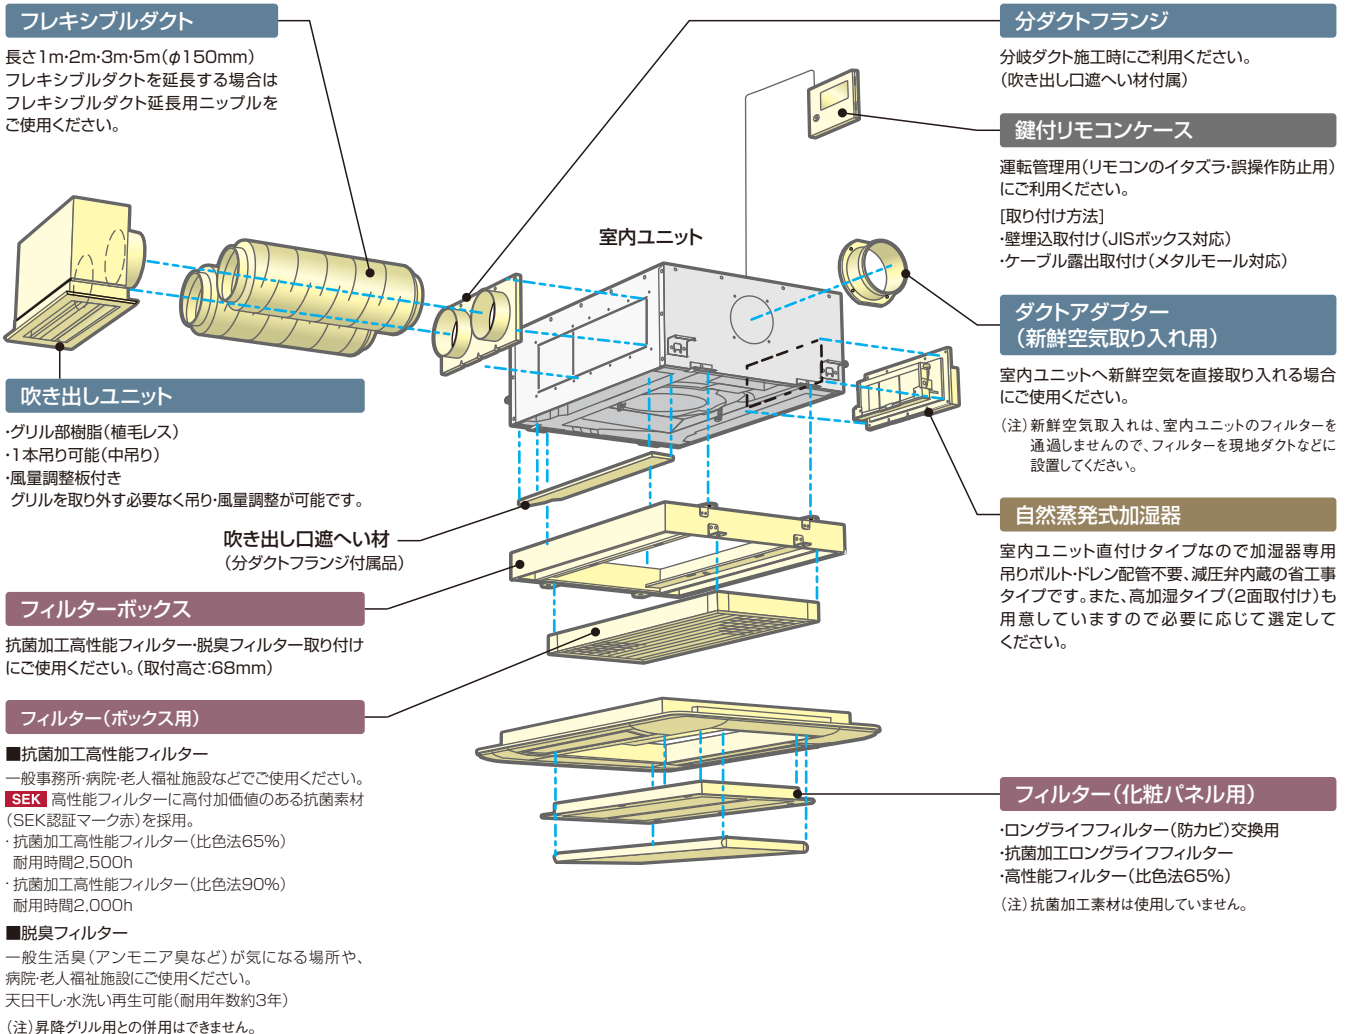 フレキシブルダクト
長さ1m・2m・3m・5m(φ150mm)
フレキシブルダクトを延長する場合は
フレキシブルダクト延長用ニップルを
ご使用ください。
吹き出しユニット
・グリル部樹脂(植毛レス)
・1本吊り可能(中吊り)
・風量調整板付き
グリルを取り外す必要なく吊り・風量調整が可能です。
吹き出し口遮へい材
(分ダクトフランジ付属品)
フィルターボックス
抗菌加工高性能フィルター・脱臭フィルター取り付け
にご使用ください。(取付高さ:68mm)
フィルター(ボックス用)
■抗菌加工高性能フィルター
一般事務所・病院・老人福祉施設などでご使用ください。
SEK 高性能フィルターに高付加価値のある抗菌素材
(SEK認証マーク赤)を採用。
・抗菌加工高性能フィルター(比色法65%)
耐用時間2,500h
・抗菌加工高性能フィルター(比色法90%)
耐用時間2,000h
■脱臭フィルター
一般生活臭(アンモニア臭など)が気になる場所や、
病院・老人福祉施設にご使用ください。
天日干し・水洗い再生可能(耐用年数約3年)
(注)昇降グリル用との併用はできません。
室内ユニット
分ダクトフランジ
分岐ダクト施工時にご利用ください。
(吹き出し口遮へい材付属)
鍵付リモコンケース
運転管理用(リモコンのイタズラ・誤操作防止用)
にご利用ください。
[取り付け方法]
・壁埋込取付け(JISボックス対応)
・ケーブル露出取付け(メタルモール対応)
ダクトアダプター
(新鮮空気取り入れ用)
室内ユニットへ新鮮空気を直接取り入れる場合
にご使用ください。
(注)新鮮空気取入れは、室内ユニットのフィルターを
通過しませんので、フィルターを現地ダクトなどに
設置してください。
自然蒸発式加湿器
室内ユニット直付けタイプなので加湿器専用
吊りボルト・ドレン配管不要、減圧弁内蔵の省工事
タイプです。また、高加湿タイプ(2面取付け)も
用意していますので必要に応じて選定して
ください。
フィルター(化粧パネル用)
・ロングライフフィルター(防カビ)交換用
・抗菌加工ロングライフフィルター
・高性能フィルター(比色法65%)
(注)抗菌加工素材は使用していません。